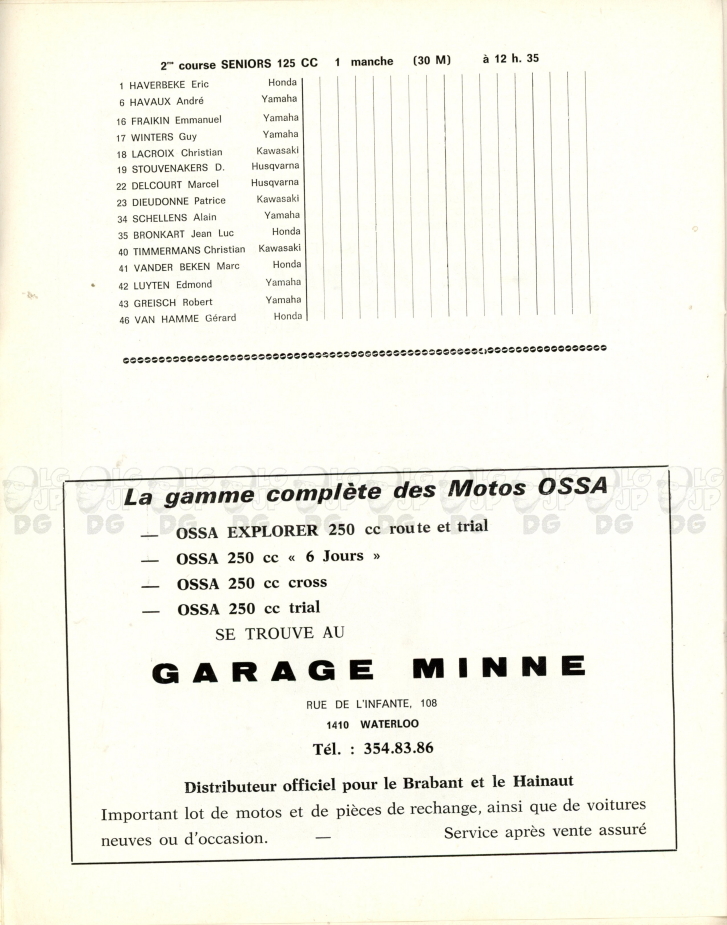 2me course SENIORS 125 CC 1 manche (30 M) à 12 h. 35
1 HAVERBEKE Eric Honda
6 HAVAUX André Yamaha
16 FRAIKIN Emmanuel Yamaha
17 WINTERS Guy Yamaha
18 LACROIX Christian Kawasaki
19 STOUVENAKERS D. Husqvarna
22 DELCOURT Marcel Husqvarna
23 DIEUDONNE Patrice Kawasaki
34 SCHELLENS Alain Yamaha
35 BRONKART Jean Luc Honda
40 TIMMERMANS Christian Kawasaki
41 VANDER BEKEN Marc Honda
42 LUYTEN Edmond Yamaha
43 GREISCH Robert Yamaha
46 VAN HAMME Gérard Honda
La gamme complète des Motos OSSA
— OSSA EXPLORER 250 cc route et trial
— OSSA 250 cc « 6 Jours »
— OSSA 250 cc cross
— OSSA 250 cc trial
SE TROUVE AU
GARAGE MINNE
RUE DE L'INFANTE, 108
1410 WATERLOO
Tél. : 354.83.86
Distributeur officiel pour le Brabant et le Hainaut
Important lot de motos et de pièces de rechange, ainsi que de voitures
neuves ou d'occasion. — Service après vente assuré